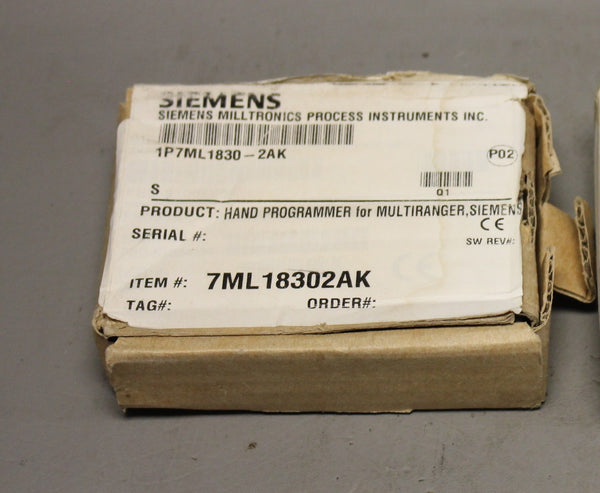 SIEMENS
SIEMENS MILLTRONICS PROCESS INSTRUMENTS INC.
1P7ML1830-2AK
P02
S
Q1
PRODUCT: HAND PROGRAMMER for MULTIRANGER,SIEMENS
CE
SERIAL #:
SW REV#:
ITEM #: 7ML18302AK
TAG#: ORDER#: